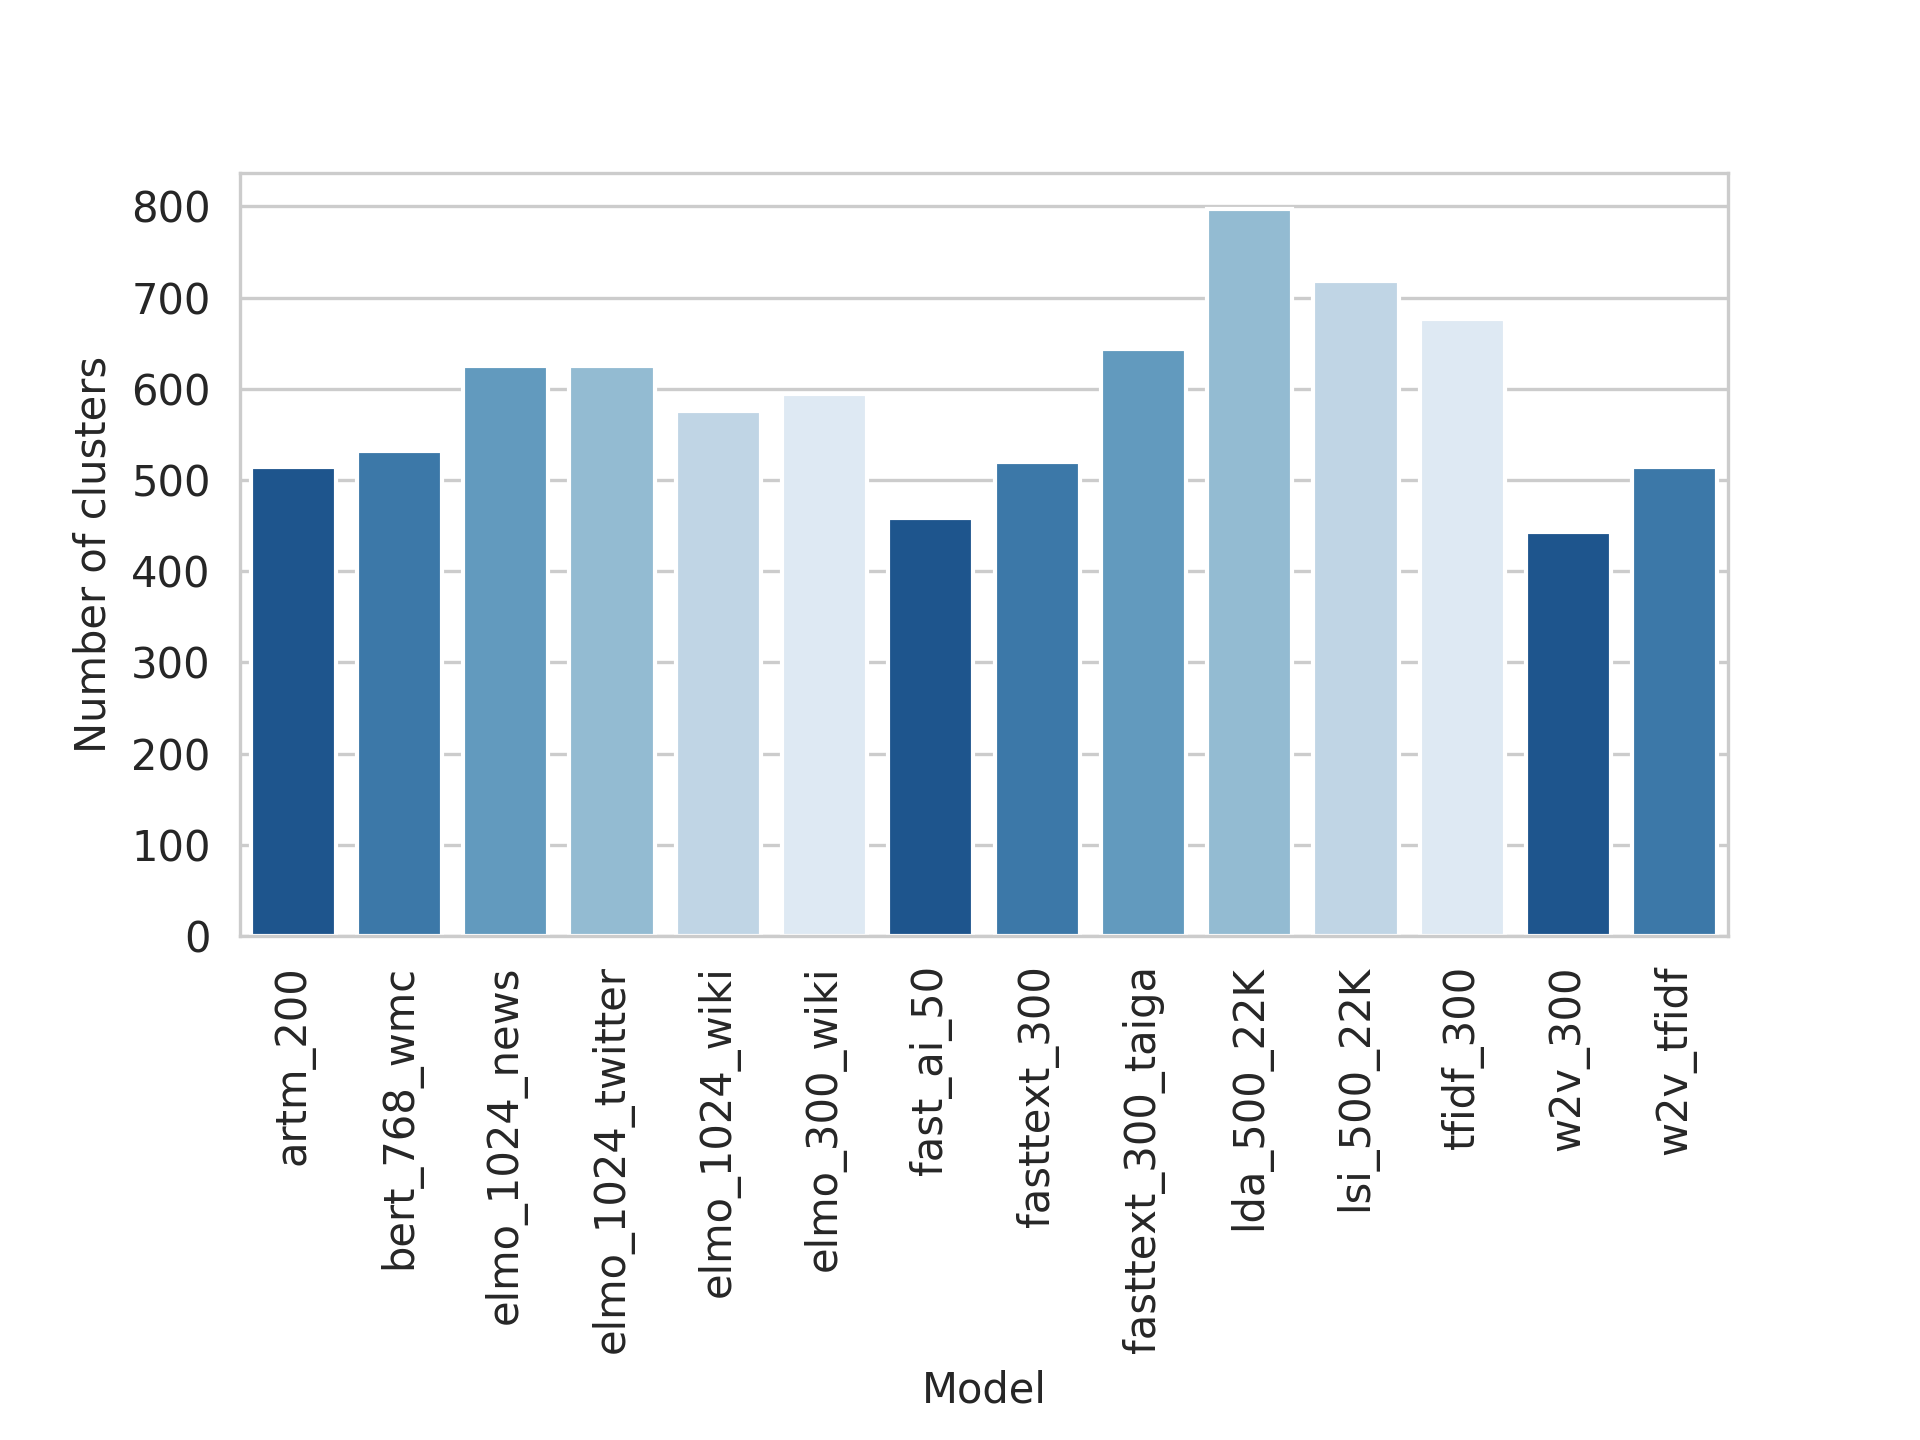 800
700
600
500
400
300
200
100
0
Number of clusters
artm_200
bert_768_wmc
elmo_1024_news
elmo_1024_twitter
elmo_1024_wiki
elmo_300_wiki
fast_ai_50
fasttext_300
fasttext_300_taiga
lda_500_22K
lsi_500_22K
tfidf_300
w2v_300
w2v_tfidf
Model